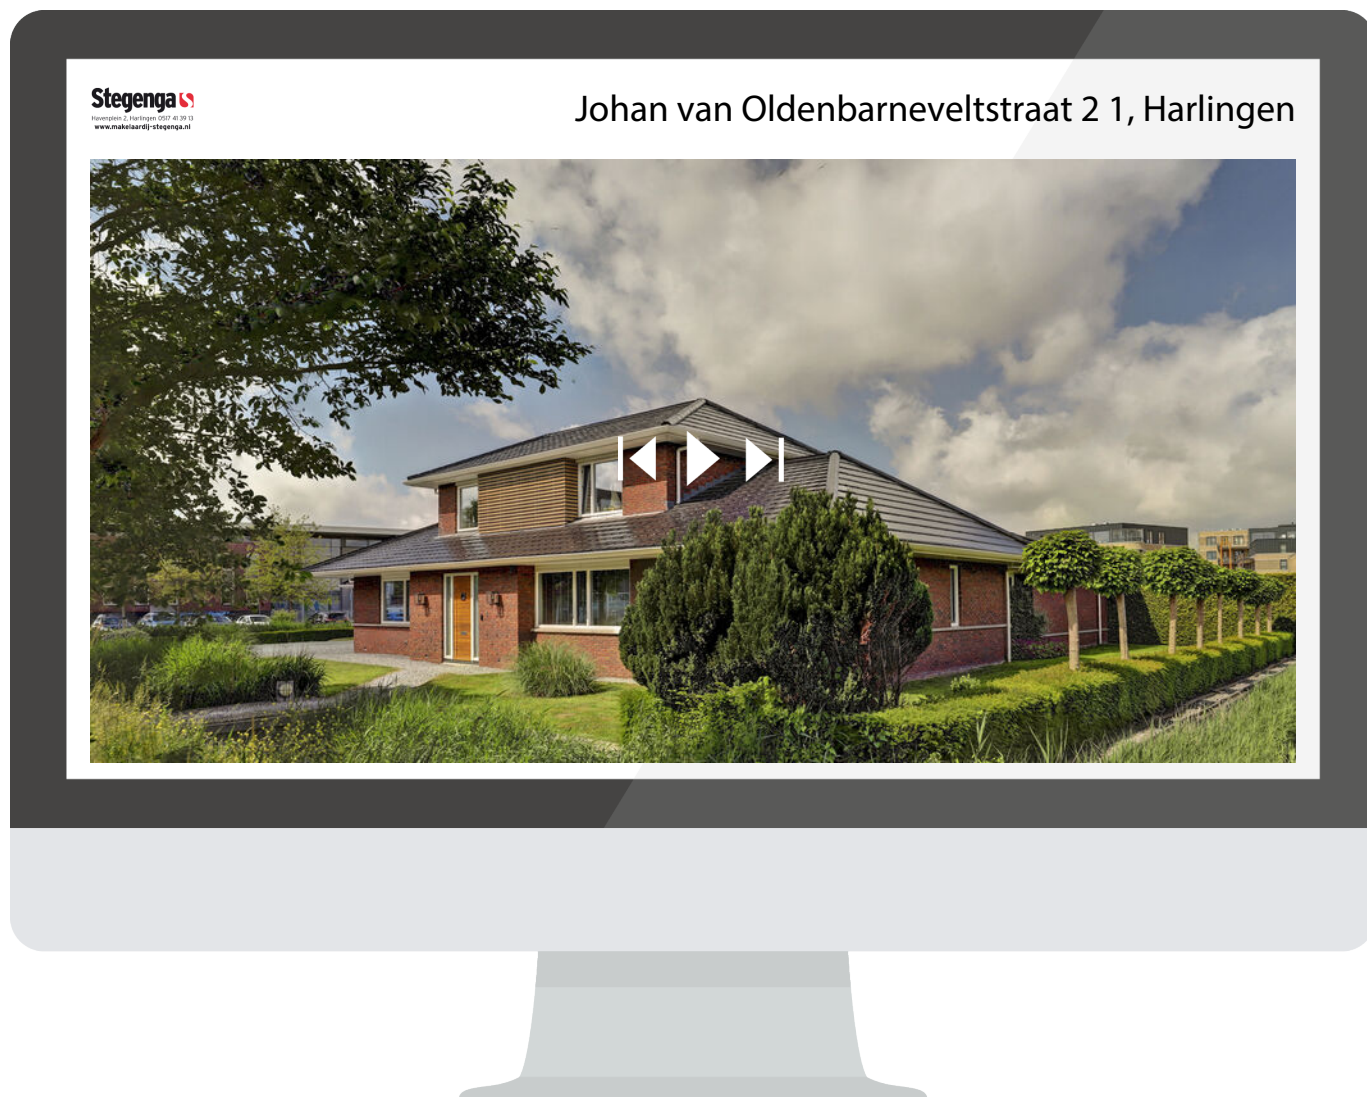 Stegenga
Havenplein 2, Harlingen 0517 41 39 13
www.makelaardij-stegenga.nl
Johan van Oldenbarneveltstraat 2 1, Harlingen